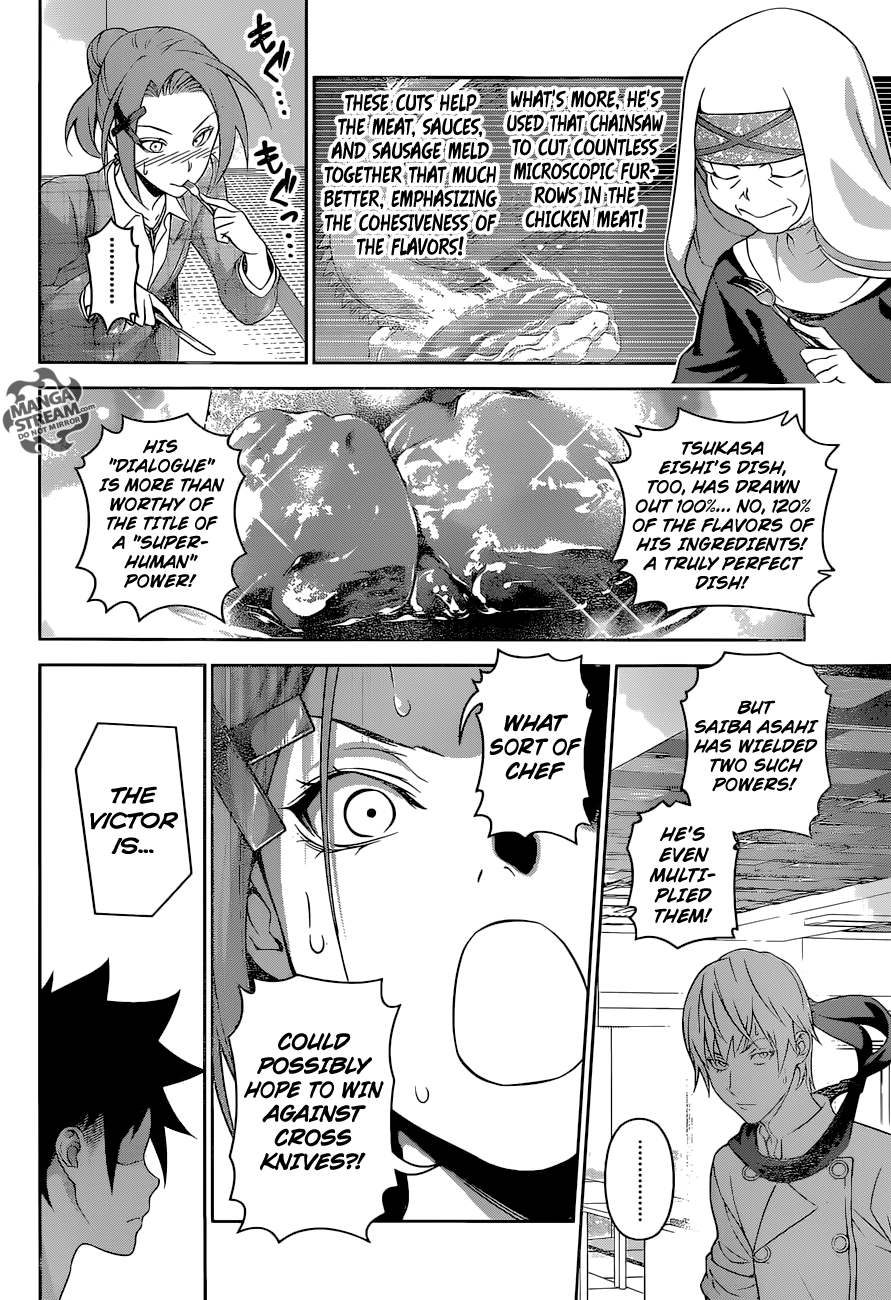 WHAT'S MORE, HE'S
USED THAT CHAINSAW
TO CUT COUNTLESS
MICROSCOPIC FUR-
ROWS IN THE
CHICKEN MEAT!
THESE CUTS HELP
THE MEAT, SAUCES,
AND SAUSAGE MELD
TOGETHER THAT MUCH
BETTER, EMPHASIZING
THE COHESIVENESS OF
THE FLAVORS!
もぐ…
もぐっ…
………
MANGA
STREAM.com
DO NOT MIRROR!
TSUKASA
EISHI'S DISH,
TOO, HAS DRAWN
OUT 100%... NO, 120%
OF THE FLAVORS OF
HIS INGREDIENTS!
A TRULY PERFECT
DISH!
HIS
"DIALOGUE"
IS MORE THAN
WORTHY OF
THE TITLE OF
A "SUPER-
HUMAN"
POWER!
BUT
SAIBA ASAHI
HAS WIELDED
TWO SUCH
POWERS!
HE'S
EVEN
MULTI-
PLIED
THEM!
………
WHAT
SORT OF
CHEF
COULD
POSSIBLY
HOPE TO WIN
AGAINST
CROSS
KNIVES?!
THE
VICTOR
IS...